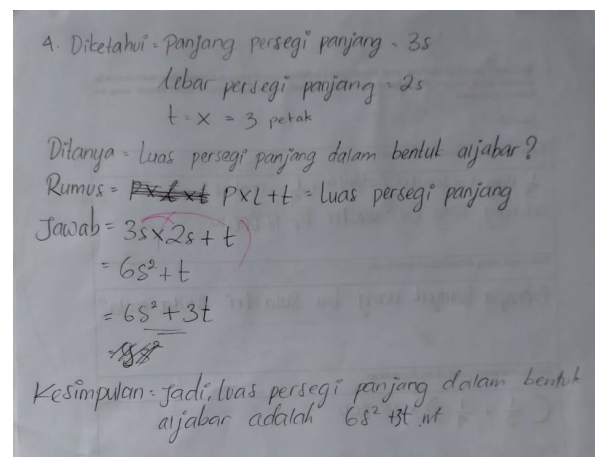 4. Diketahui = Panjang persegi panjang = 3s
lebar persegi panjang = 2s
t = x = 3 petak
Ditanya = Luas persegi panjang dalam bentuk aljabar?
Rumus = P x l x t P x L + t = Luas persegi panjang
Jawab = 3s x 2s + t
= 6s² + t
= 6s² + 3t
Kesimpulan = Jadi, luas persegi panjang dalam bentuk
aljabar adalah 6s² + 3t